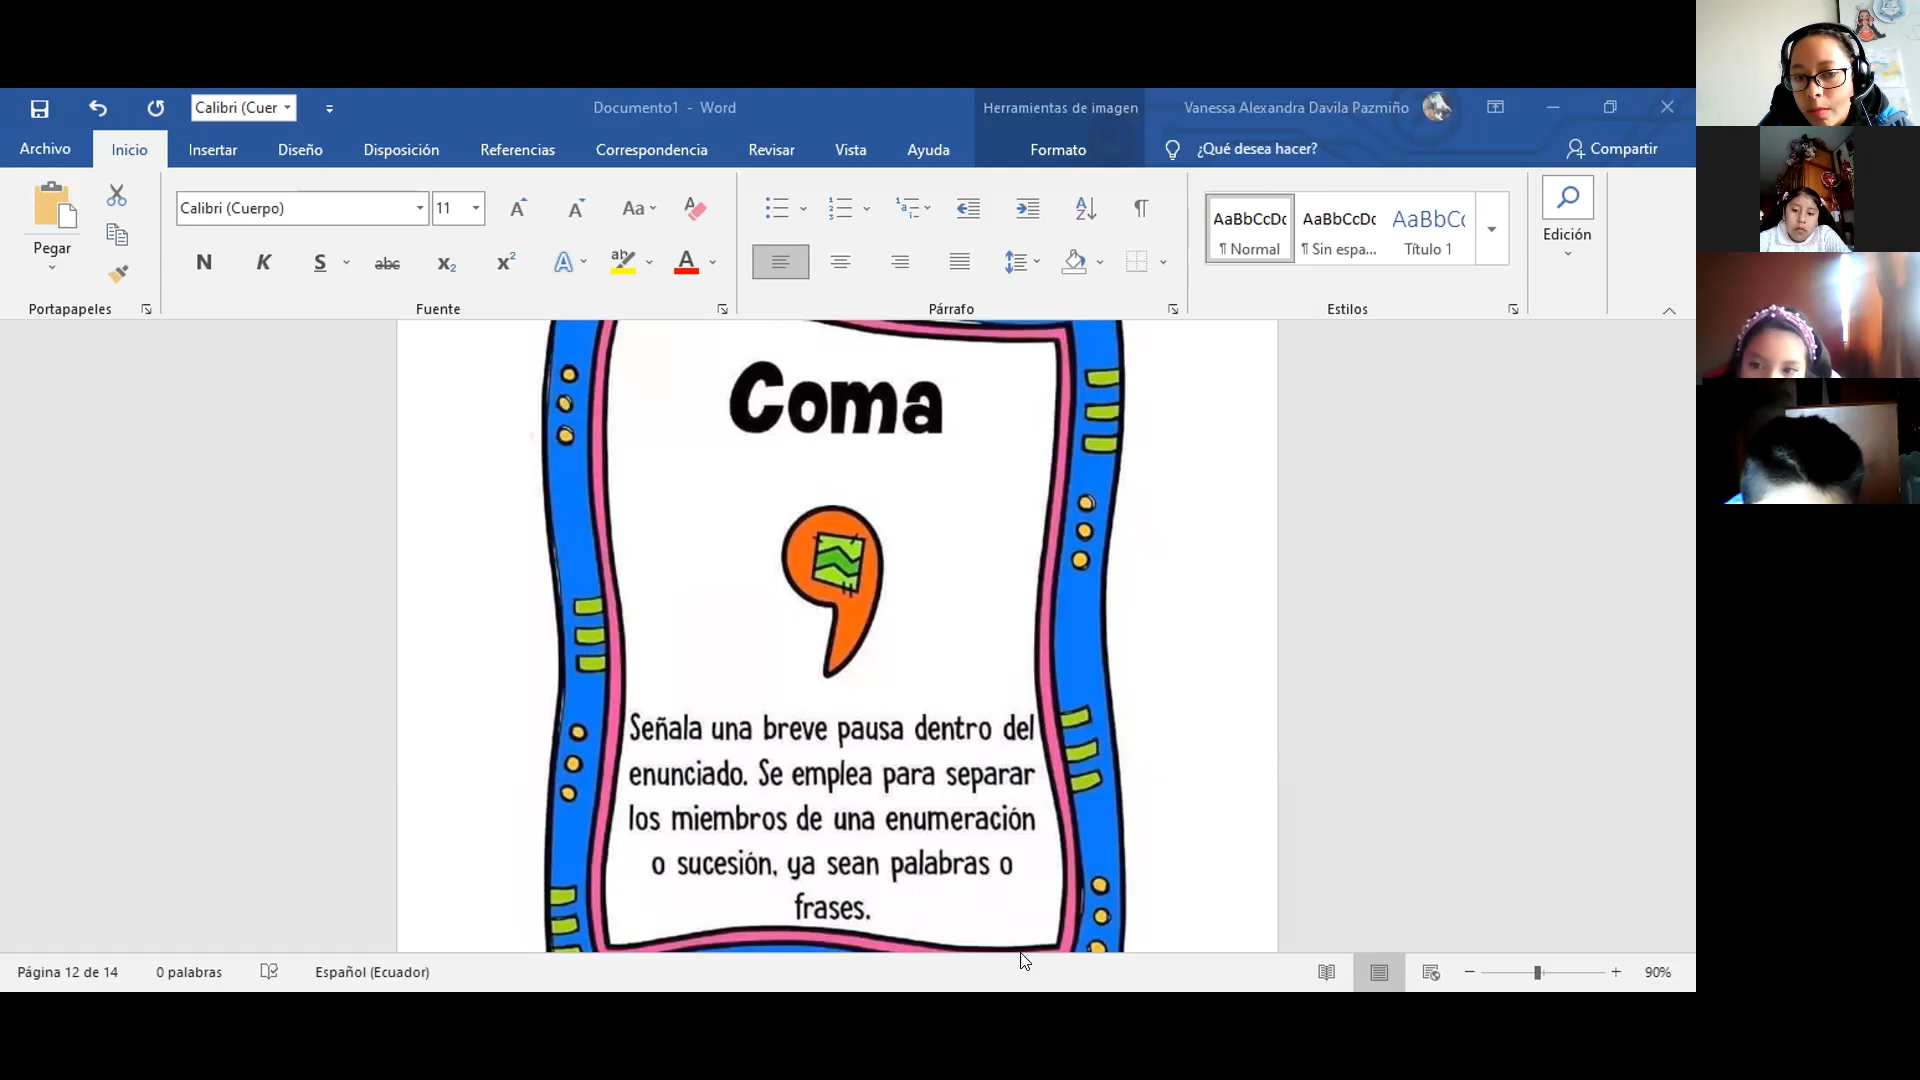 Calibri (Cuer
Documento1 - Word
Herramientas de imagen
Vanessa Alexandra Davila Pazmiño
Archivo
Inicio
Insertar
Diseño
Disposición
Referencias
Correspondencia
Revisar
Vista
Ayuda
Formato
¿Qué desea hacer?
Compartir
Pegar
Calibri (Cuerpo)
11
Aa
N K S abc x₂ x² A ab A
AaBbCcDc
¶ Normal
AaBbCcDc
¶ Sin espa...
AaBbC
Título 1
Edición
Portapapeles
Fuente
Párrafo
Estilos
Coma
Señala una breve pausa dentro del
enunciado. Se emplea para separar
los miembros de una enumeración
o sucesión, ya sean palabras o
frases.
Página 12 de 14
0 palabras
Español (Ecuador)
90%